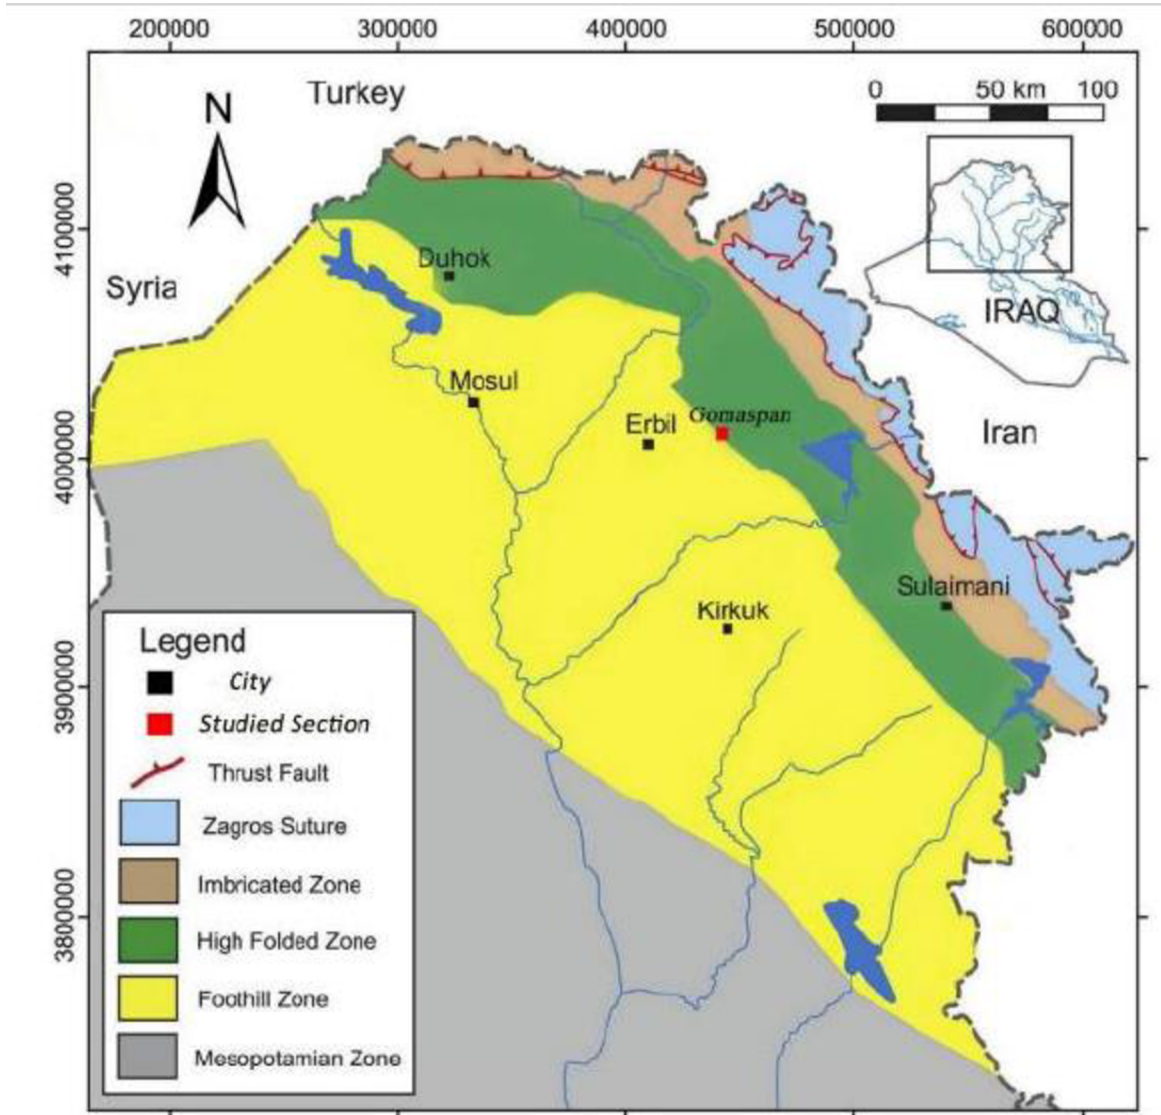 200000 300000 400000 500000 600000
Turkey
0 50 km 100
N
4100000
Duhok
Syria
IRAQ
Mosul
Erbil
Gomaspan
Iran
4000000
Sulaimani
Kirkuk
3900000
3800000
Legend
City
Studied Section
Thrust Fault
Zagros Suture
Imbricated Zone
High Folded Zone
Foothill Zone
Mesopotamian Zone